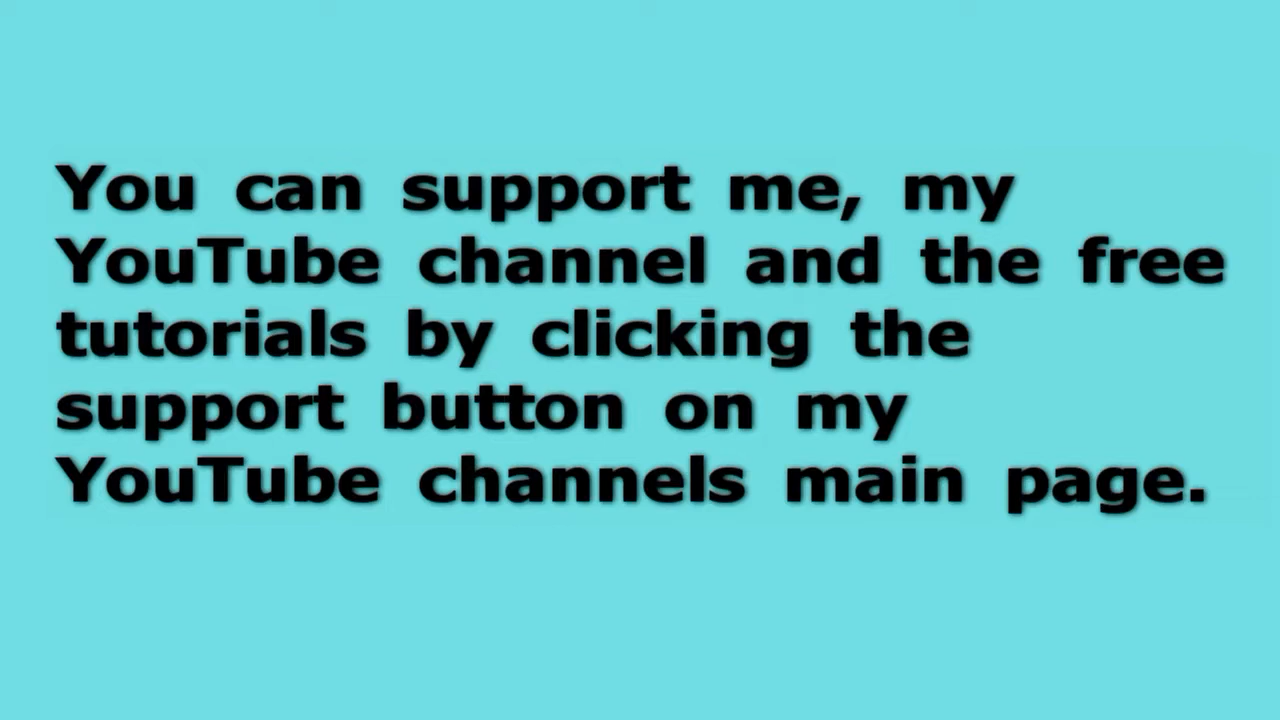 You can support me, my
YouTube channel and the free
tutorials by clicking the
support button on my
YouTube channels main page.